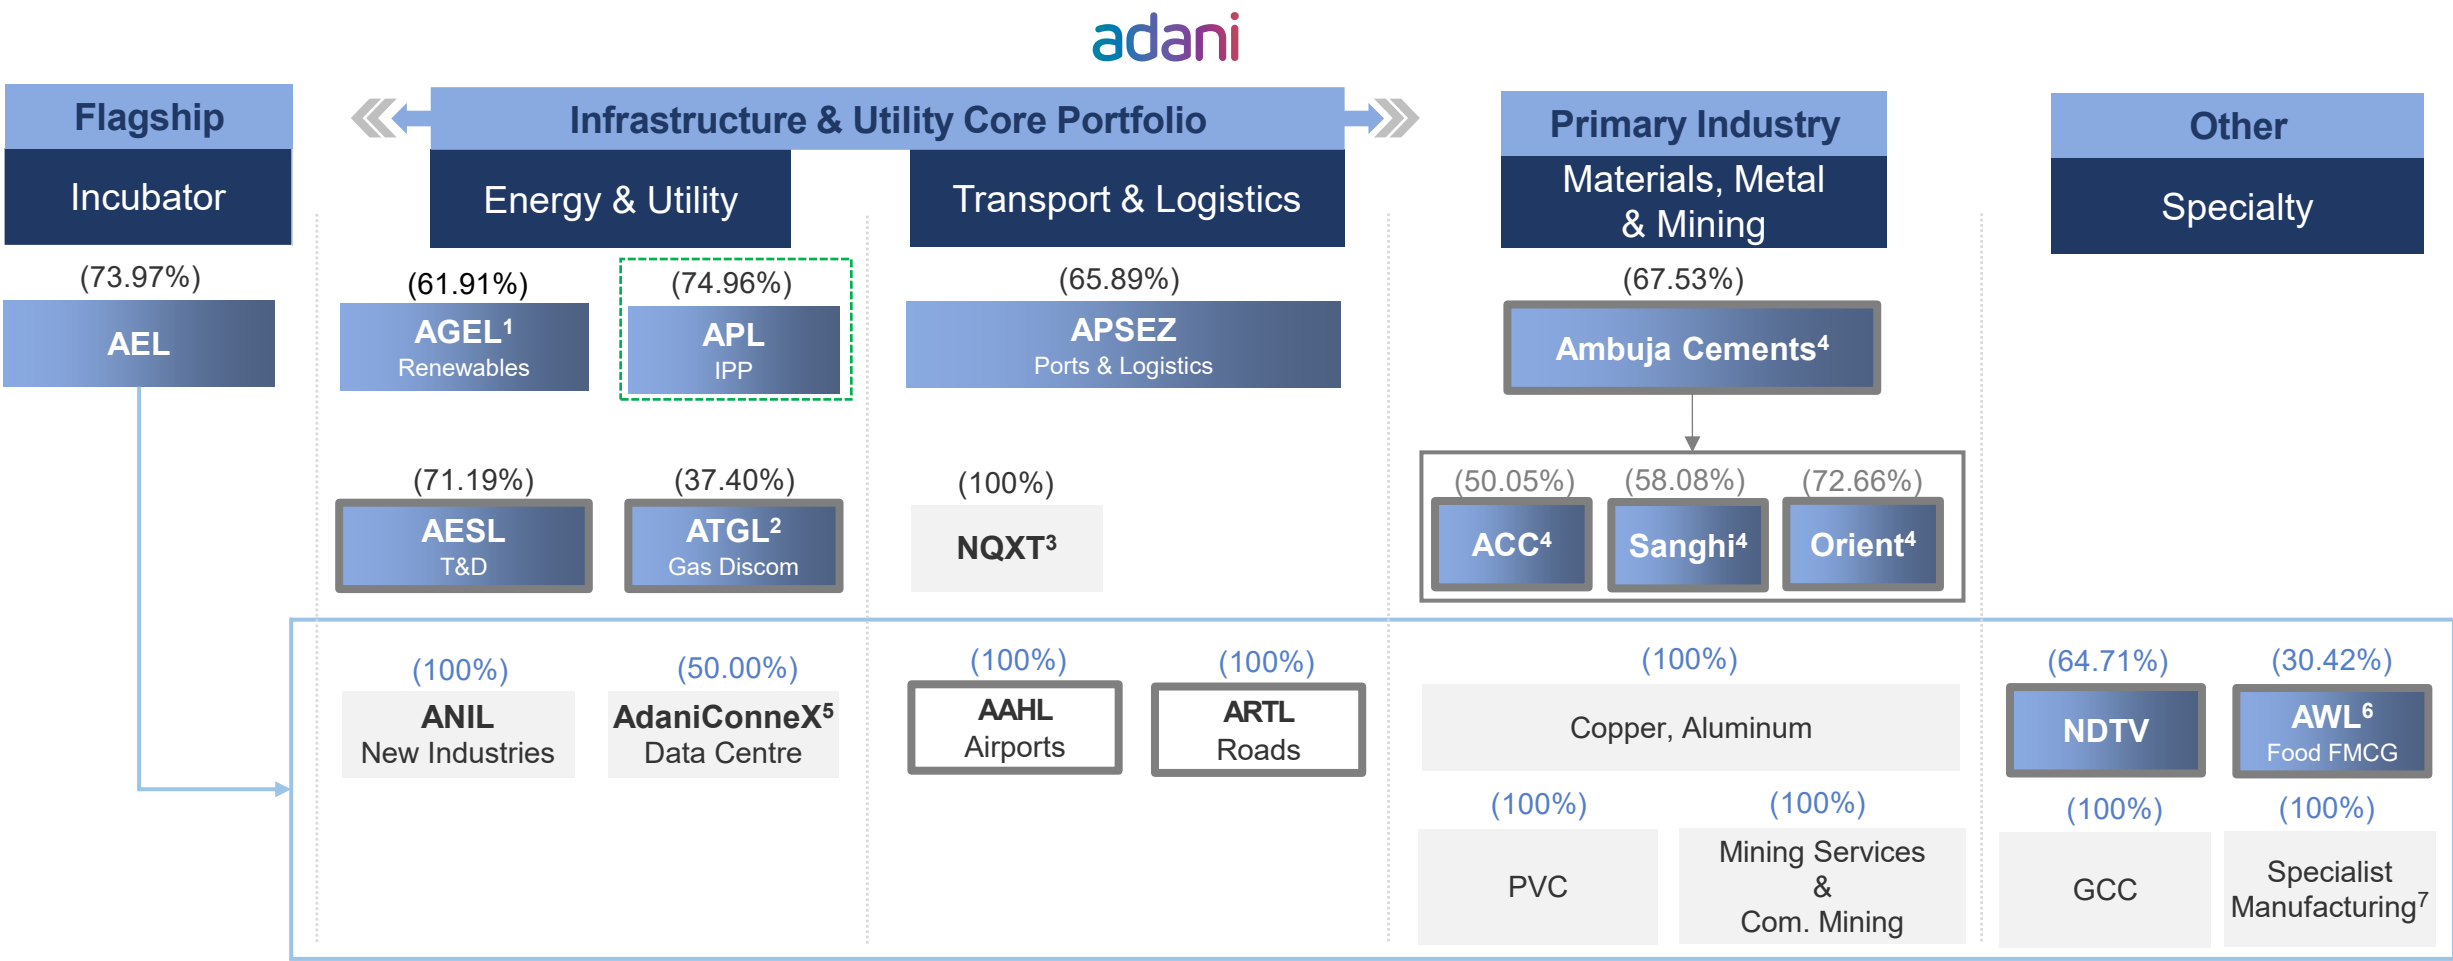 adani
Flagship
Infrastructure & Utility Core Portfolio
Primary Industry
Other
Incubator
Energy & Utility
Transport & Logistics
Materials, Metal
& Mining
Specialty
(73.97%)
AEL
(61.91%)
AGEL¹
Renewables
(74.96%)
APL
IPP
(65.89%)
APSEZ
Ports & Logistics
(67.53%)
Ambuja Cements⁴
(71.19%)
AESL
T&D
(37.40%)
ATGL²
Gas Discom
(100%)
NQXT³
(50.05%)
ACC⁴
(58.08%)
Sanghi⁴
(72.66%)
Orient⁴
(100%)
ANIL
New Industries
(50.00%)
AdaniConneX⁵
Data Centre
(100%)
AAHL
Airports
(100%)
ARTL
Roads
(100%)
Copper, Aluminum
(64.71%)
NDTV
(30.42%)
AWL⁶
Food FMCG
(100%)
PVC
(100%)
Mining Services
&
Com. Mining
(100%)
GCC
(100%)
Specialist
Manufacturing⁷